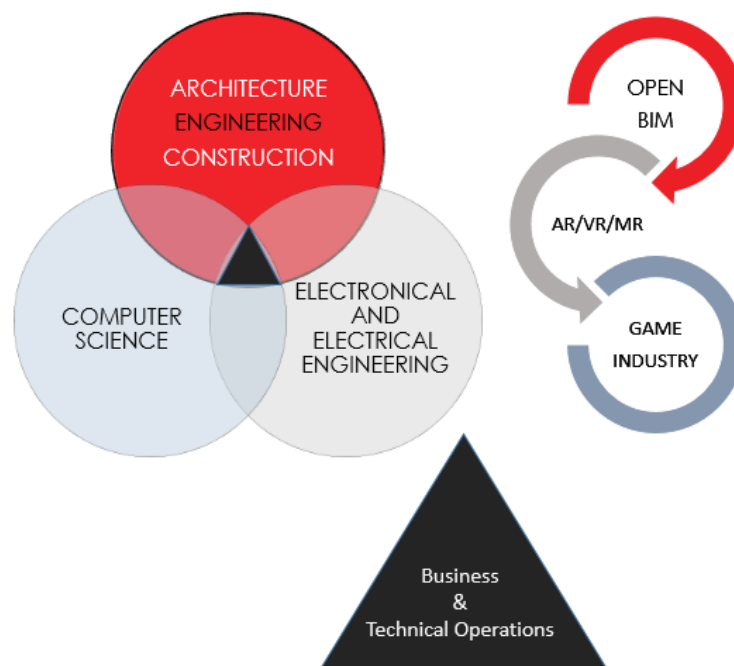 ARCHITECTURE
ENGINEERING
CONSTRUCTION
COMPUTER
SCIENCE
ELECTRONICAL
AND
ELECTRICAL
ENGINEERING
OPEN
BIM
AR/VR/MR
GAME
INDUSTRY
Business
&
Technical Operations